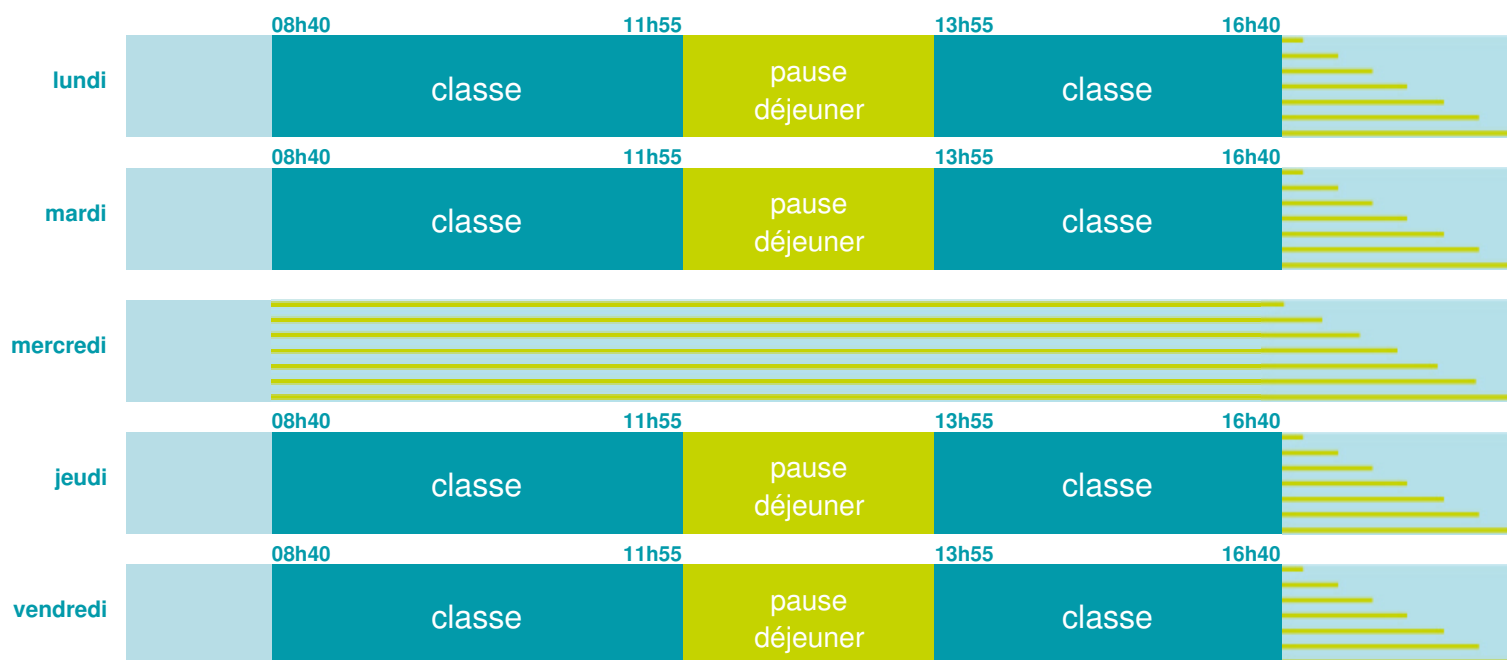 08h40 11h55 13h55 16h40
lundi classe pause déjeuner classe
08h40 11h55 13h55 16h40
mardi classe pause déjeuner classe
mercredi
08h40 11h55 13h55 16h40
jeudi classe pause déjeuner classe
08h40 11h55 13h55 16h40
vendredi classe pause déjeuner classe